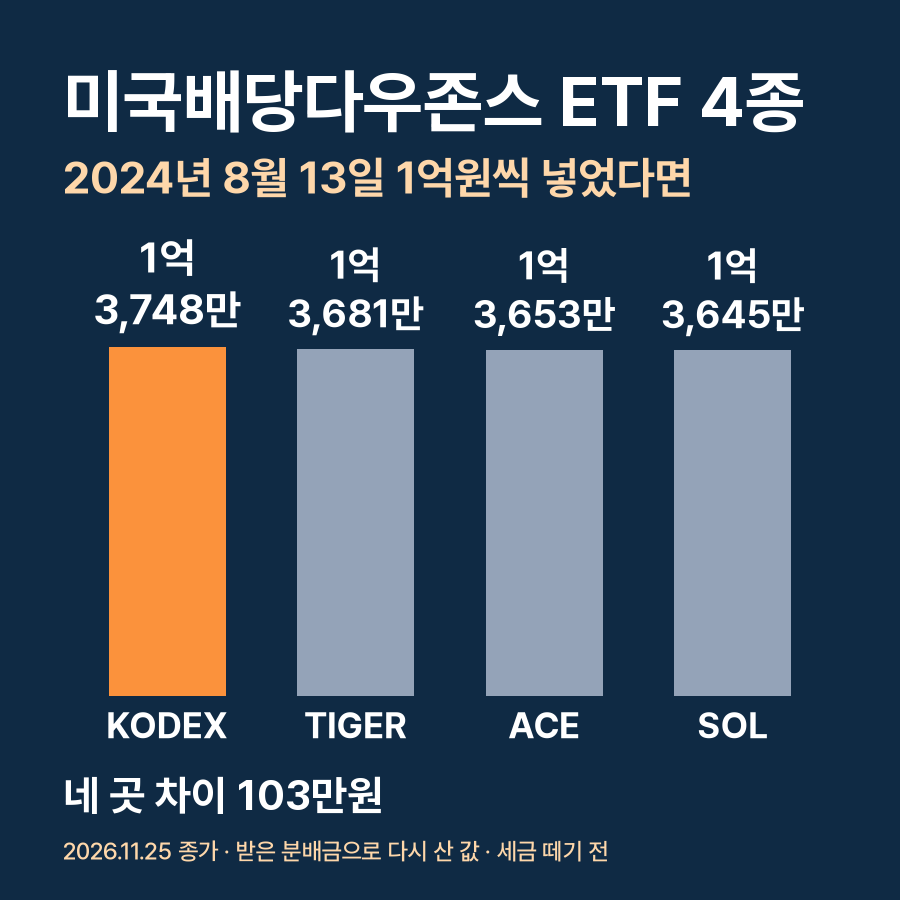 미국배당다우존스 ETF 4종
2024년 8월 13일 1억원씩 넣었다면
1억
3,748만
1억
3,681만
1억
3,653만
1억
3,645만
KODEX
TIGER
ACE
SOL
네 곳 차이 103만원
2026.11.25 종가 · 받은 분배금으로 다시 산 값 · 세금 떼기 전